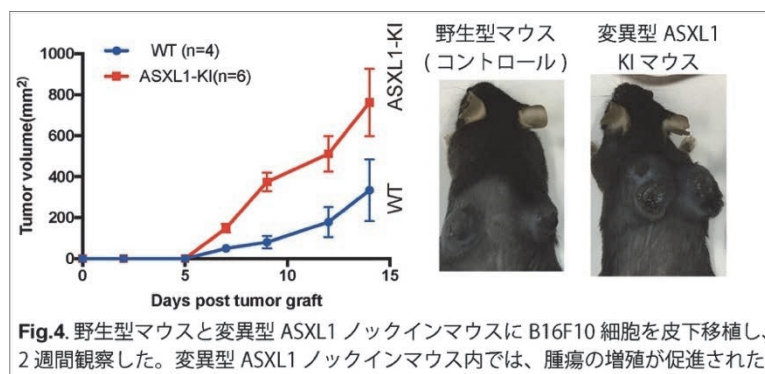 WT (n=4)
ASXL1-KI(n=6)
Tumor volume(mm²)
1000
800
600
400
200
0
0
5
10
15
Days post tumor graft
ASXL1-KI
WT
野生型マウス
(コントロール)
変異型 ASXL1
KI マウス
Fig.4. 野生型マウスと変異型 ASXL1 ノックインマウスに B16F10 細胞を皮下移植し、
2 週間観察した。変異型 ASXL1 ノックインマウス内では、腫瘍の増殖が促進された